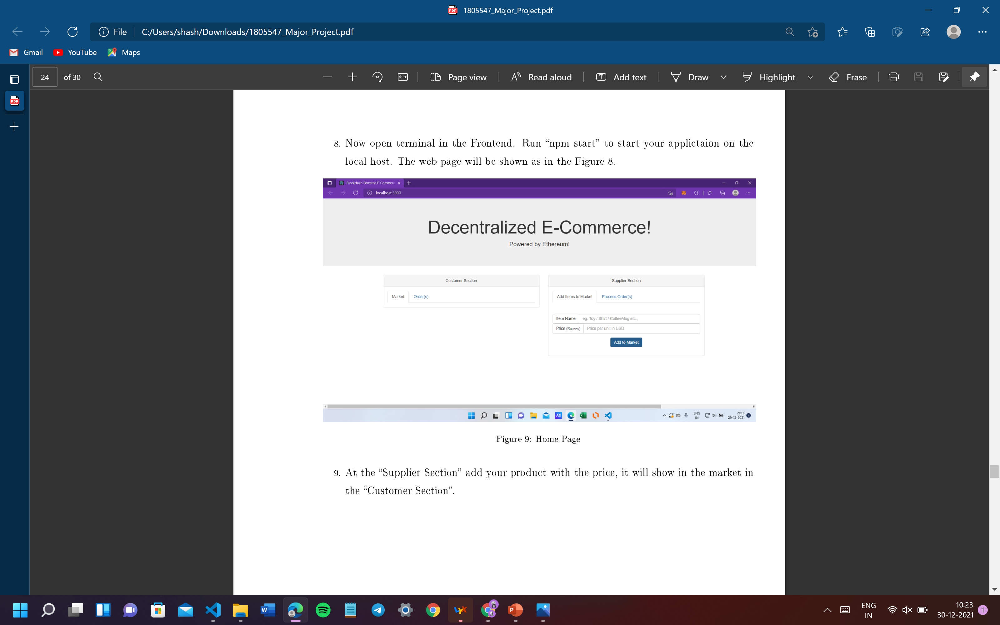 1805547_Major_Project.pdf
File C:/Users/shash/Downloads/1805547_Major_Project.pdf
Gmail YouTube Maps
24 of 30 Page view Read aloud Add text Draw Highlight Erase
8. Now open terminal in the Frontend. Run “npm start” to start your applictaion on the
local host. The web page will be shown as in the Figure 8.
Blockchain Powered E-Commerc
localhost:3000
Decentralized E-Commerce!
Powered by Ethereum!
Customer Section
Market Order(s)
Supplier Section
Add Items to Market Process Order(s)
Item Name eg. Toy / Shirt / CoffeeMug etc.,
Price (Rupees) Price per unit in USD
Add to Market
ENG 21:13
IN 29-12-2021 4
Figure 9: Home Page
9. At the “Supplier Section” add your product with the price, it will show in the market in
the “Customer Section”.
ENG 10:23
IN 30-12-2021 1